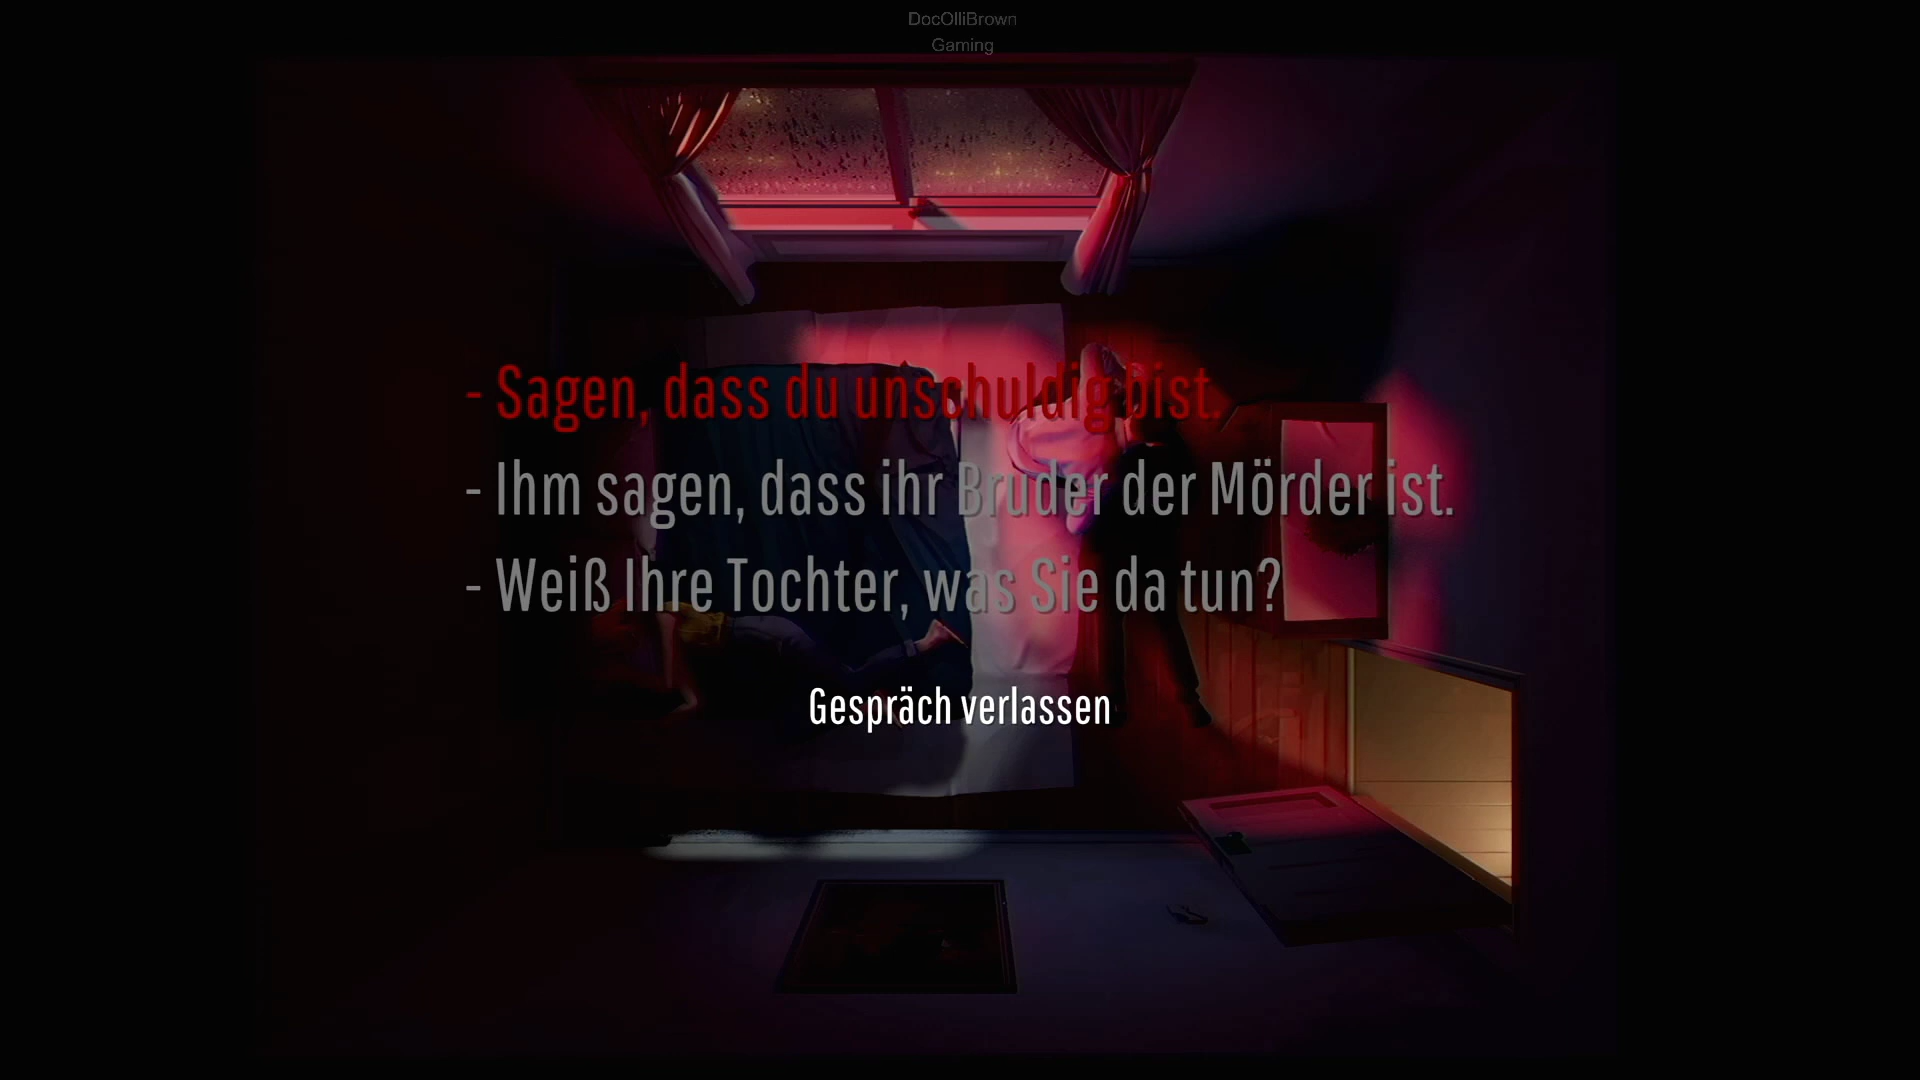 DocOlliBrown
Gaming
- Sagen, dass du unschuldig bist.
- Ihm sagen, dass ihr Bruder der Mörder ist.
- Weiß Ihre Tochter, was Sie da tun?
Gespräch verlassen